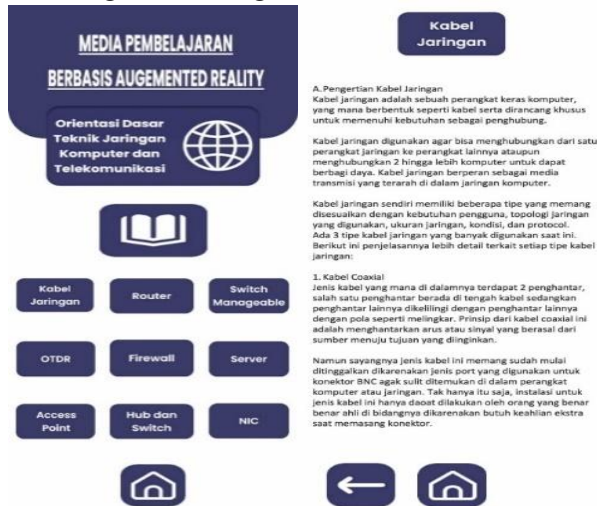 MEDIA PEMBELAJARAN
BERBASIS AUGEMENTED REALITY
Orientasi Dasar
Teknik Jaringan
Komputer dan
Telekomunikasi
Kabel
Jaringan
Router
Switch
Manageable
OTDR
Firewall
Server
Access
Point
Hub dan
Switch
NIC
Kabel
Jaringan
A. Pengertian Kabel Jaringan
Kabel jaringan adalah sebuah perangkat keras komputer,
yang mana berbentuk seperti kabel serta dirancang khusus
untuk memenuhi kebutuhan sebagai penghubung.
Kabel jaringan digunakan agar bisa menghubungkan dari satu
perangkat jaringan ke perangkat lainnya ataupun
menghubungkan 2 hingga lebih komputer untuk dapat
berbagi daya. Kabel jaringan berperan sebagai media
transmisi yang terarah di dalam jaringan komputer.
Kabel jaringan sendiri memiliki beberapa tipe yang memang
disesuaikan dengan kebutuhan pengguna, topologi jaringan
yang digunakan, ukuran jaringan, kondisi, dan protocol.
Ada 3 tipe kabel jaringan yang banyak digunakan saat ini.
Berikut ini penjelasannya lebih detail terkait setiap tipe kabel
jaringan:
1. Kabel Coaxial
Jenis kabel yang mana di dalamnya terdapat 2 penghantar,
salah satu penghantar berada di tengah kabel sedangkan
penghantar lainnya dikelilingi dengan penghantar lainnya
dengan pola seperti melingkar. Prinsip dari kabel coaxial ini
adalah menghantarkan arus atau sinyal yang berasal dari
sumber menuju tujuan yang diinginkan.
Namun sayangnya jenis kabel ini memang sudah mulai
ditinggalkan dikarenakan jenis port yang digunakan untuk
konektor BNC agak sulit ditemukan di dalam perangkat
komputer atau jaringan. Tak hanya itu saja, instalasi untuk
jenis kabel ini hanya daoat dilakukan oleh orang yang benar
benar ahli di bidangnya dikarenakan butuh keahlian ekstra
saat memasang konektor.